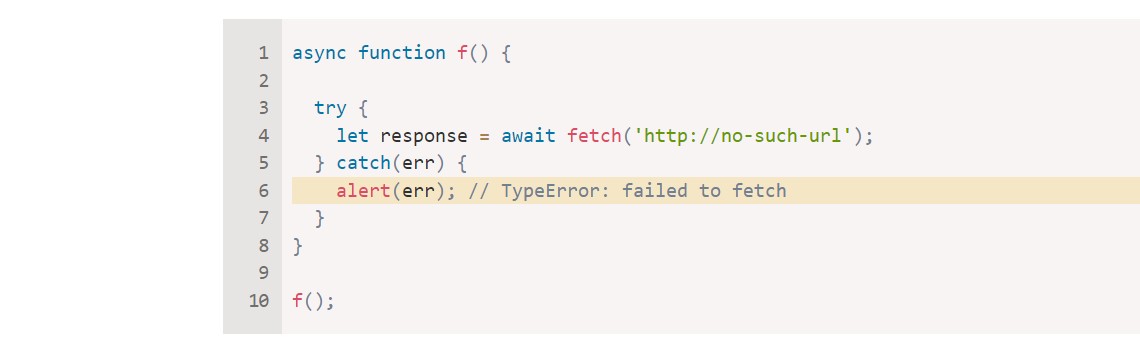 1 async function f() {
2
3   try {
4     let response = await fetch('http://no-such-url');
5   } catch(err) {
6     alert(err); // TypeError: failed to fetch
7   }
8 }
9
10 f();